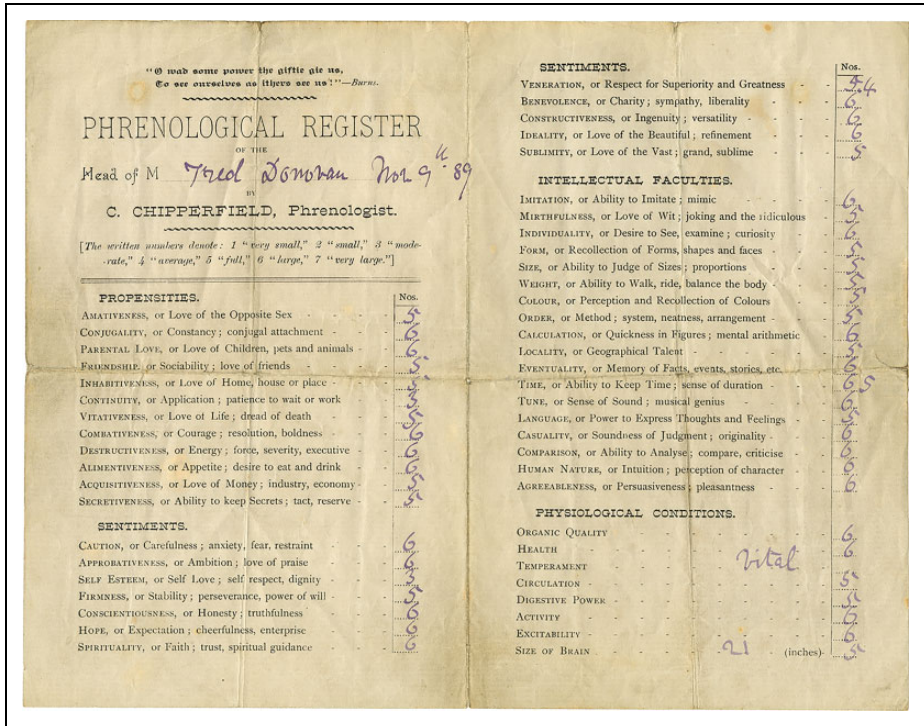 "O wad some power the giftie gie us,
To see ourselves as ithers see us!"—Burns.
PHRENOLOGICAL REGISTER
OF THE
Head of M Fred Donovan Nov 9th 89
BY
C. CHIPPERFIELD, Phrenologist.
[The written numbers denote: 1 "very small," 2 "small," 3 "mode-
rate," 4 "average," 5 "full," 6 "large," 7 "very large."]
PROPENSITIES. Nos.
AMATIVENESS, or Love of the Opposite Sex - - - 5
CONJUGALITY, or Constancy; conjugal attachment - - 6
PARENTAL LOVE, or Love of Children, pets and animals - 6
FRIENDSHIP, or Sociability; love of friends - - - 5
INHABITIVENESS, or Love of Home, house or place - - -
CONTINUITY, or Application; patience to wait or work -
VITATIVENESS, or Love of Life; dread of death - - 5
COMBATIVENESS, or Courage; resolution, boldness - - 6
DESTRUCTIVENESS, or Energy; force, severity, executive - 6
ALIMENTIVENESS, or Appetite; desire to eat and drink - 6
ACQUISITIVENESS, or Love of Money; industry, economy - 5
SECRETIVENESS, or Ability to keep Secrets; tact, reserve - 5
SENTIMENTS.
CAUTION, or Carefulness; anxiety, fear, restraint - - 6
APPROBATIVENESS, or Ambition; love of praise - - 6
SELF ESTEEM, or Self Love; self respect, dignity - -
FIRMNESS, or Stability; perseverance, power of will - - 5
CONSCIENTIOUSNESS, or Honesty; truthfulness - - 6
HOPE, or Expectation; cheerfulness, enterprise - - 6
SPIRITUALITY, or Faith; trust, spiritual guidance - - 6
SENTIMENTS. Nos.
VENERATION, or Respect for Superiority and Greatness - - 4
BENEVOLENCE, or Charity; sympathy, liberality - - 6
CONSTRUCTIVENESS, or Ingenuity; versatility - - 6
IDEALITY, or Love of the Beautiful; refinement - - 6
SUBLIMITY, or Love of the Vast; grand, sublime - - 5
INTELLECTUAL FACULTIES.
IMITATION, or Ability to Imitate; mimic - - - 6
MIRTHFULNESS, or Love of Wit; joking and the ridiculous - 5
INDIVIDUALITY, or Desire to See, examine; curiosity - - 6
FORM, or Recollection of Forms, shapes and faces - - 5
SIZE, or Ability to Judge of Sizes; proportions - - 5
WEIGHT, or Ability to Walk, ride, balance the body - - 5
COLOUR, or Perception and Recollection of Colours - 5
ORDER, or Method; system, neatness, arrangement - - 5
CALCULATION, or Quickness in Figures; mental arithmetic - 6
LOCALITY, or Geographical Talent - - - 5
EVENTUALITY, or Memory of Facts, events, stories, etc. - 6
TIME, or Ability to Keep Time; sense of duration - - 6 5
TUNE, or Sense of Sound; musical genius - - - 6
LANGUAGE, or Power to Express Thoughts and Feelings - 5
CASUALITY, or Soundness of Judgment; originality - - 6
COMPARISON, or Ability to Analyse; compare, criticise - 6
HUMAN NATURE, or Intuition; perception of character - 6
AGREEABLENESS, or Persuasiveness; pleasantness - - 6
PHYSIOLOGICAL CONDITIONS.
ORGANIC QUALITY - - - - 6
HEALTH - - - - 6
TEMPERAMENT - - - - Vital
CIRCULATION - - - - 5
DIGESTIVE POWER - - - - 5
ACTIVITY - - - - 6
EXCITABILITY - - - - 6
SIZE OF BRAIN - - - 21 (inches) 5